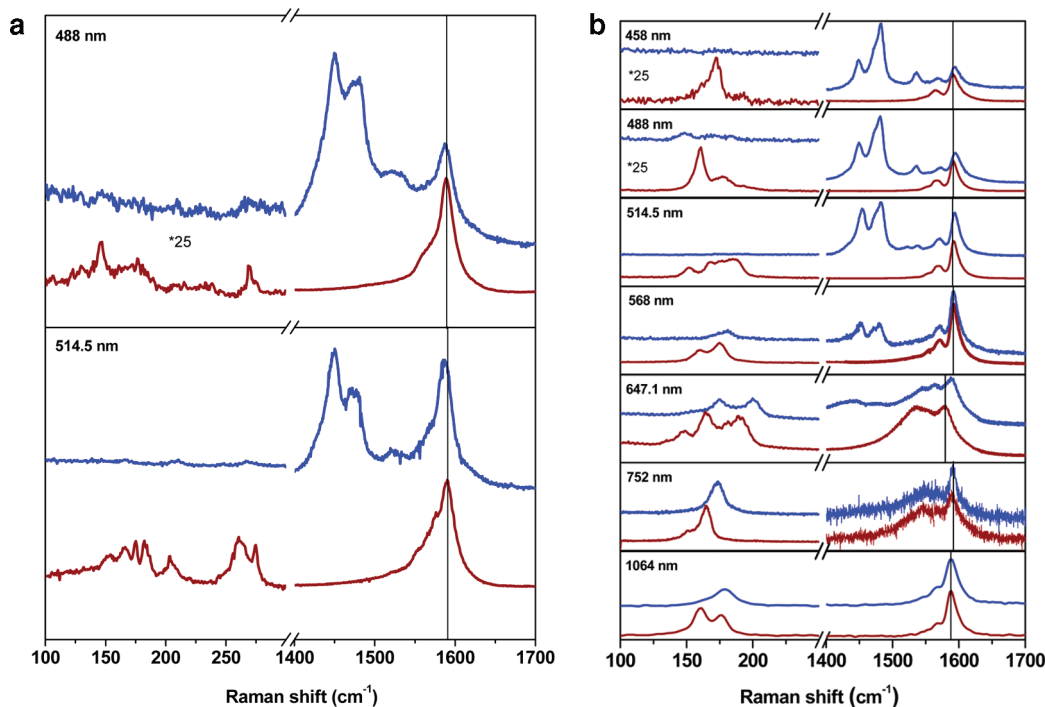 a
488 nm
*25
514.5 nm
100 150 200 250 1400 1500 1600 1700
Raman shift (cm-1)
b
458 nm
*25
488 nm
*25
514.5 nm
568 nm
647.1 nm
752 nm
1064 nm
100 150 200 1400 1500 1600 1700
Raman shift (cm-1)